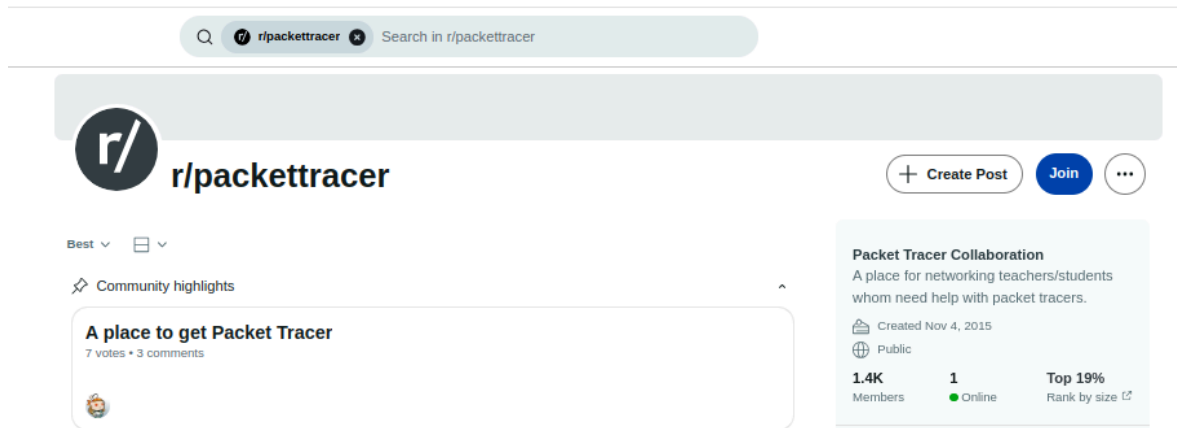 r/ r/packettracer Search in r/packettracer
r/
r/packettracer
Create Post Join
Best
Community highlights
A place to get Packet Tracer
7 votes • 3 comments
Packet Tracer Collaboration
A place for networking teachers/students
whom need help with packet tracers.
Created Nov 4, 2015
Public
1.4K 1 Top 19%
Members Online Rank by size